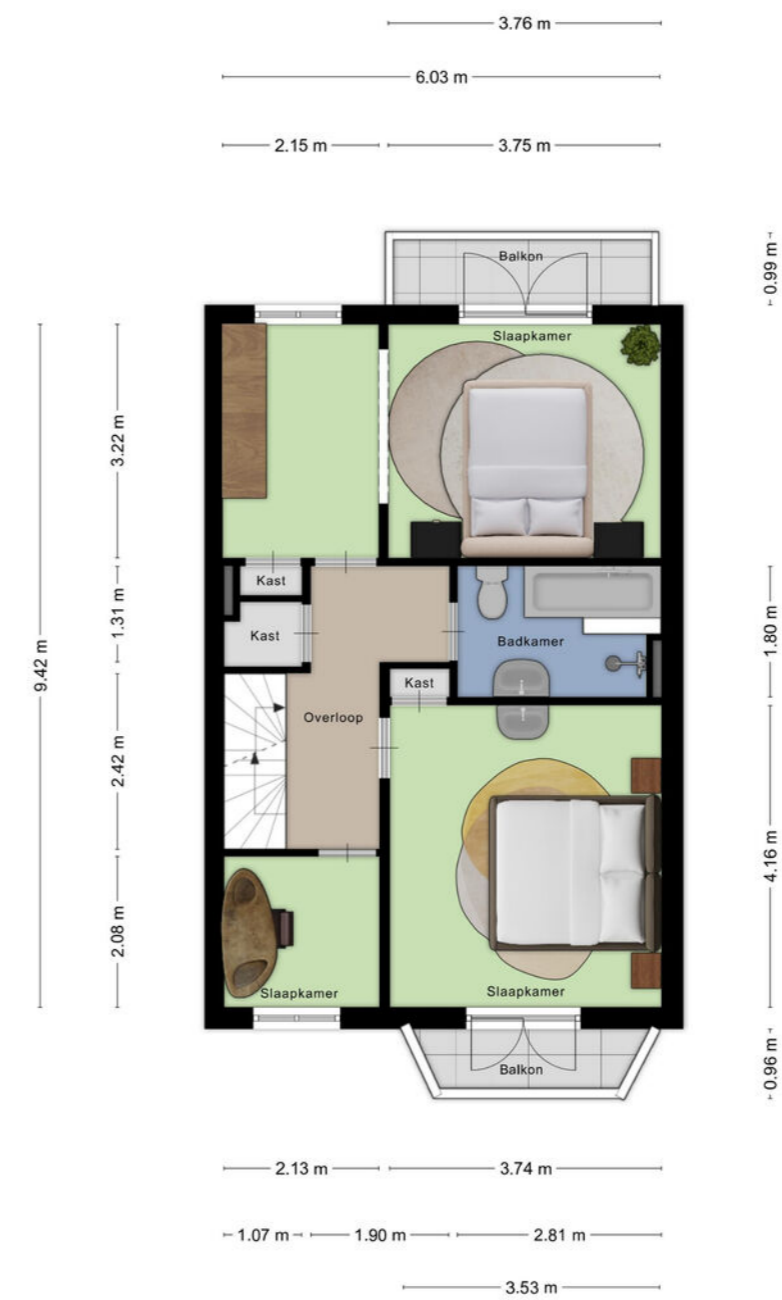 3.76 m
6.03 m
2.15 m
3.75 m
Balkon
0.99 m
Slaapkamer
3.22 m
Kast
Kast
1.31 m
Badkamer
1.80 m
Kast
9.42 m
Overloop
2.42 m
4.16 m
2.08 m
Slaapkamer
Slaapkamer
Balkon
0.96 m
2.13 m
3.74 m
1.07 m
1.90 m
2.81 m
3.53 m